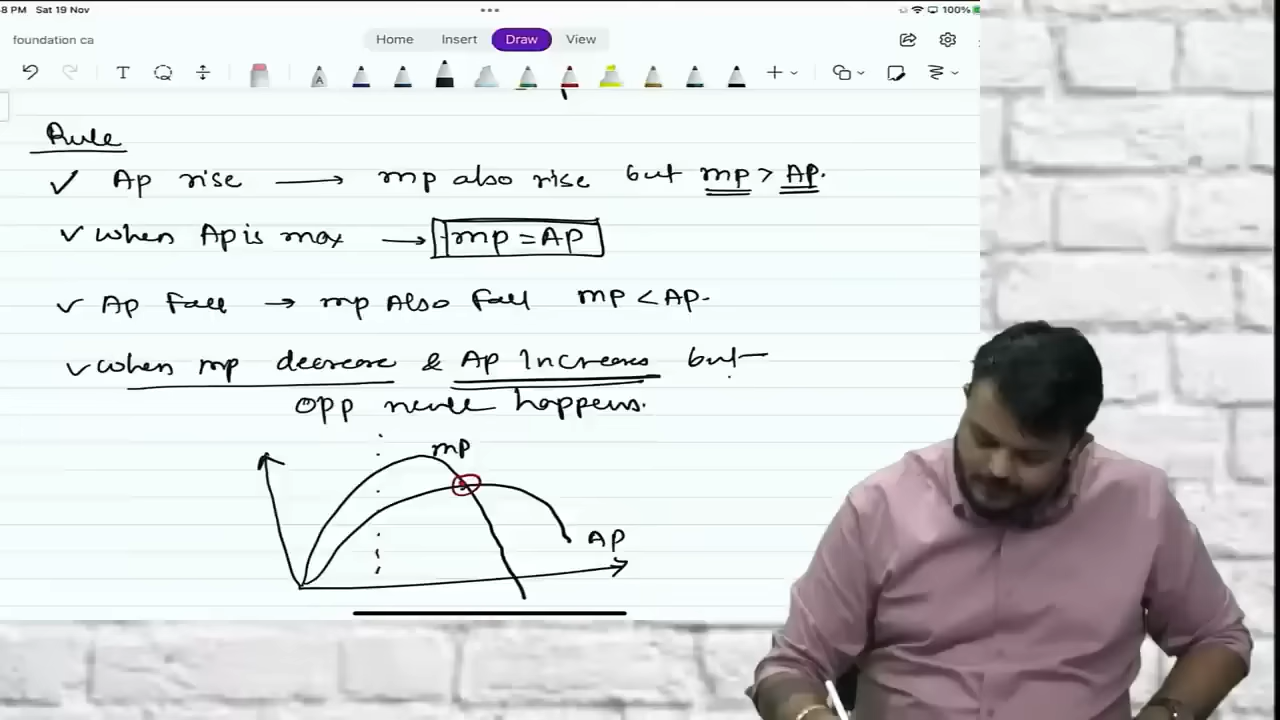 8 PM Sat 19 Nov
100%
foundation ca
Home Insert Draw View
T
A
Rule
✓ Ap rise → mp also rise but mp > AP.
✓ when Ap is max → mp = AP
✓ Ap Fall → mp Also fall mp < AP.
✓ when mp decrease & Ap Increases but
opp never happens.
mp
AP